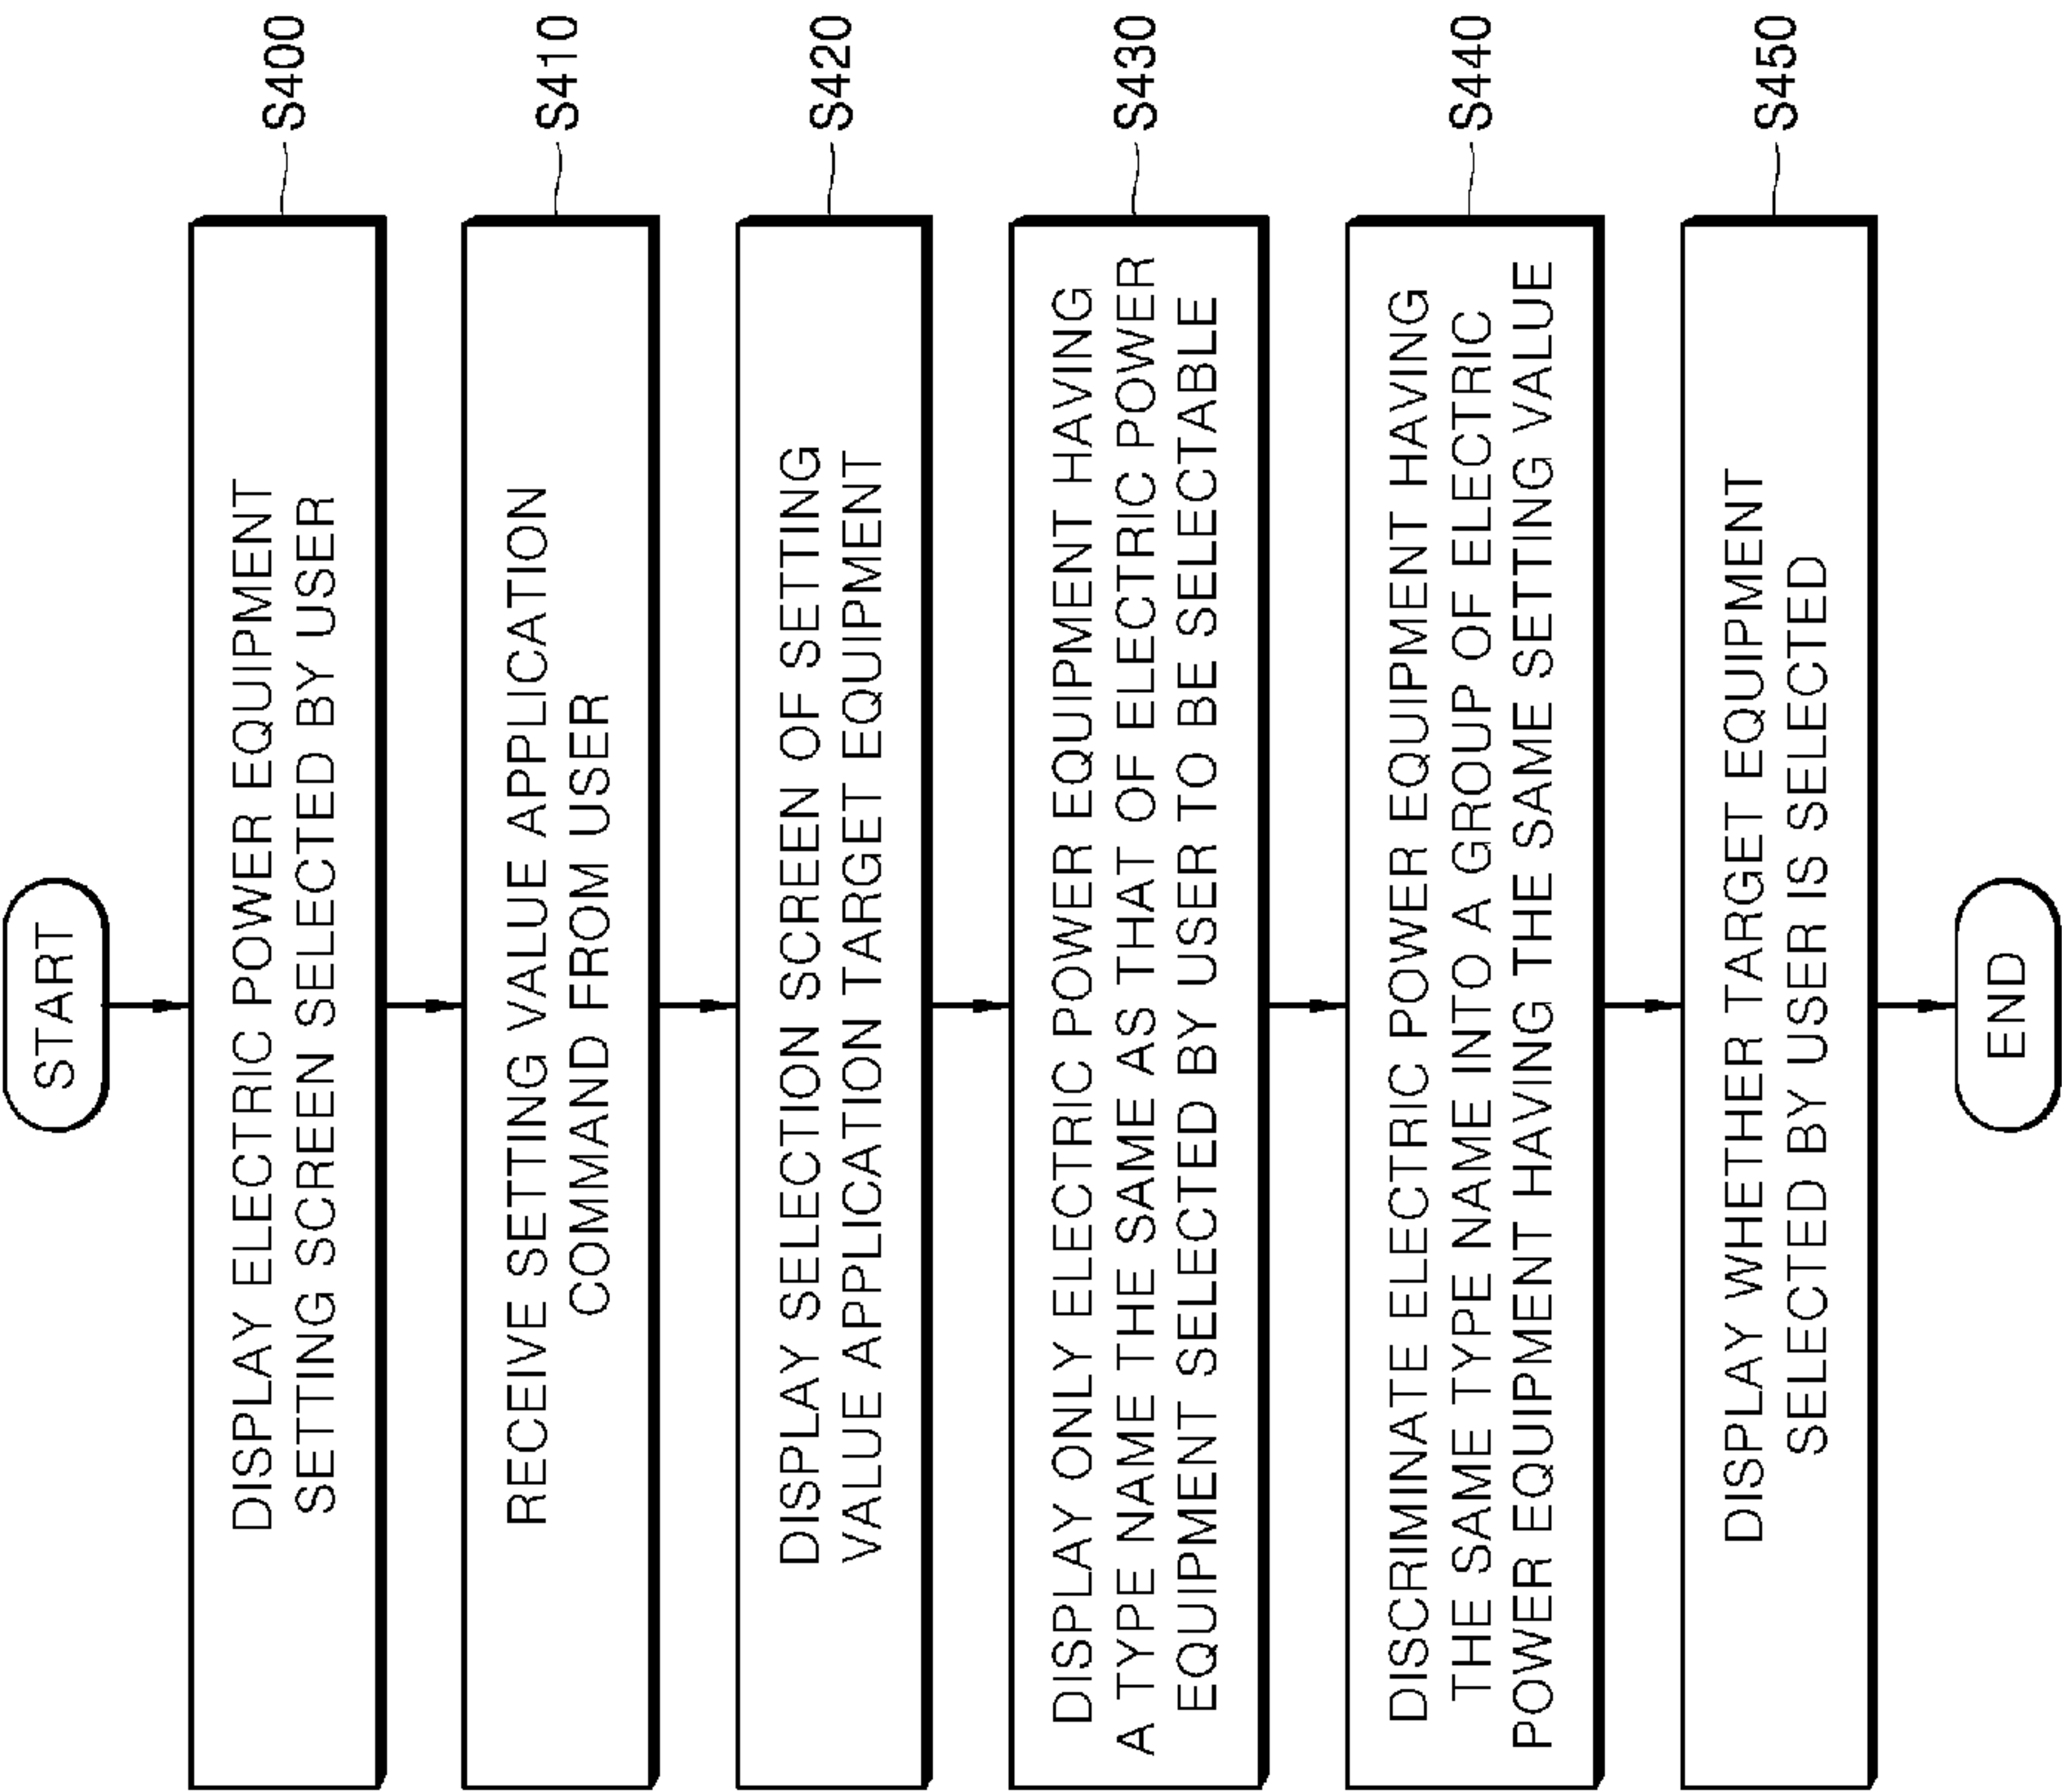 START
DISPLAY ELECTRIC POWER EQUIPMENT
SETTING SCREEN SELECTED BY USER
S400
RECEIVE SETTING VALUE APPLICATION
COMMAND FROM USER
S410
DISPLAY SELECTION SCREEN OF SETTING
VALUE APPLICATION TARGET EQUIPMENT
S420
DISPLAY ONLY ELECTRIC POWER EQUIPMENT HAVING
A TYPE NAME THE SAME AS THAT OF ELECTRIC POWER
EQUIPMENT SELECTED BY USER TO BE SELECTABLE
S430
DISCRIMINATE ELECTRIC POWER EQUIPMENT HAVING
THE SAME TYPE NAME INTO A GROUP OF ELECTRIC
POWER EQUIPMENT HAVING THE SAME SETTING VALUE
S440
DISPLAY WHETHER TARGET EQUIPMENT
SELECTED BY USER IS SELECTED
S450
END